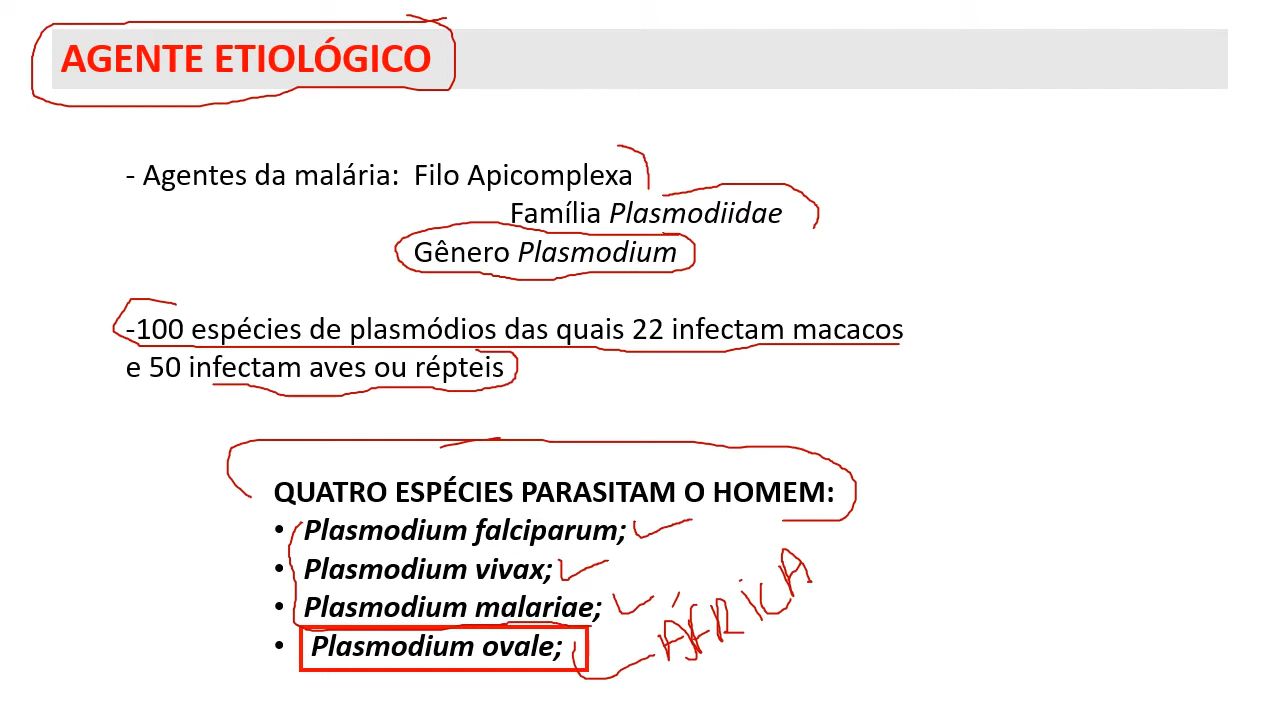 AGENTE ETIOLÓGICO
- Agentes da malária: Filo Apicomplexa
Família Plasmodiidae
Gênero Plasmodium
-100 espécies de plasmódios das quais 22 infectam macacos
e 50 infectam aves ou répteis
QUATRO ESPÉCIES PARASITAM O HOMEM:
• Plasmodium falciparum;
• Plasmodium vivax;
• Plasmodium malariae;
• Plasmodium ovale;
ÁFRICA